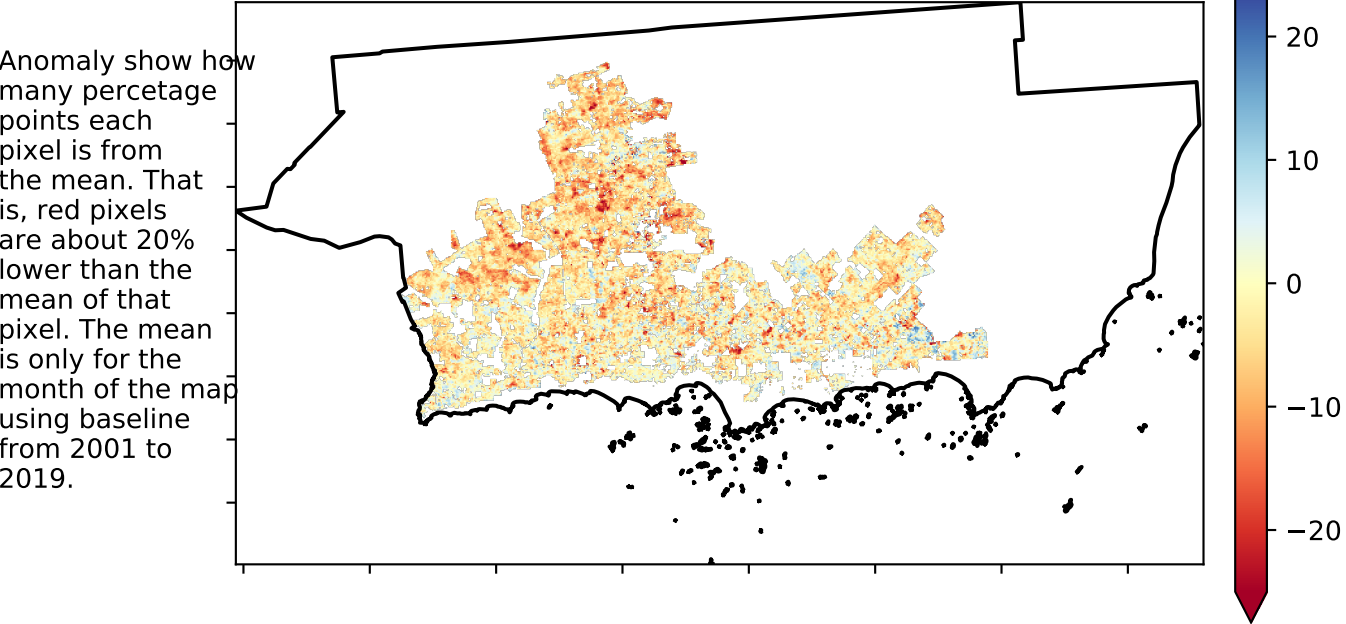 Anomaly show how
many percetage
points each
pixel is from
the mean. That
is, red pixels
are about 20%
lower than the
mean of that
pixel. The mean
is only for the
month of the map
using baseline
from 2001 to
2019.
20
10
0
−10
−20